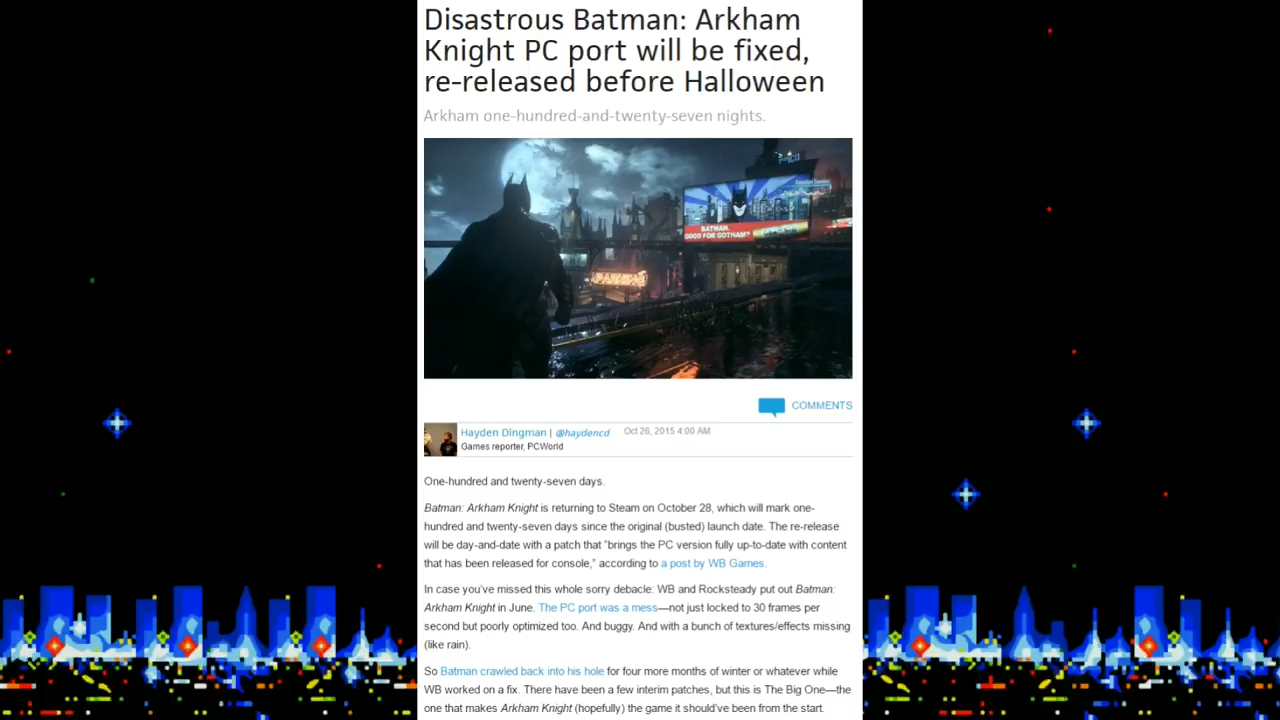 Disastrous Batman: Arkham
Knight PC port will be fixed,
re-released before Halloween
Arkham one-hundred-and-twenty-seven nights.
BATMAN,
GOOD FOR GOTHAM?
COMMENTS
Hayden Dingman | @haydencd Oct 26, 2015 4:00 AM
Games reporter, PCWorld
One-hundred and twenty-seven days.
Batman: Arkham Knight is returning to Steam on October 28, which will mark one-
hundred and twenty-seven days since the original (busted) launch date. The re-release
will be day-and-date with a patch that "brings the PC version fully up-to-date with content
that has been released for console," according to a post by WB Games.
In case you've missed this whole sorry debacle: WB and Rocksteady put out Batman:
Arkham Knight in June. The PC port was a mess—not just locked to 30 frames per
second but poorly optimized too. And buggy. And with a bunch of textures/effects missing
(like rain).
So Batman crawled back into his hole for four more months of winter or whatever while
WB worked on a fix. There have been a few interim patches, but this is The Big One—the
one that makes Arkham Knight (hopefully) the game it should've been from the start.